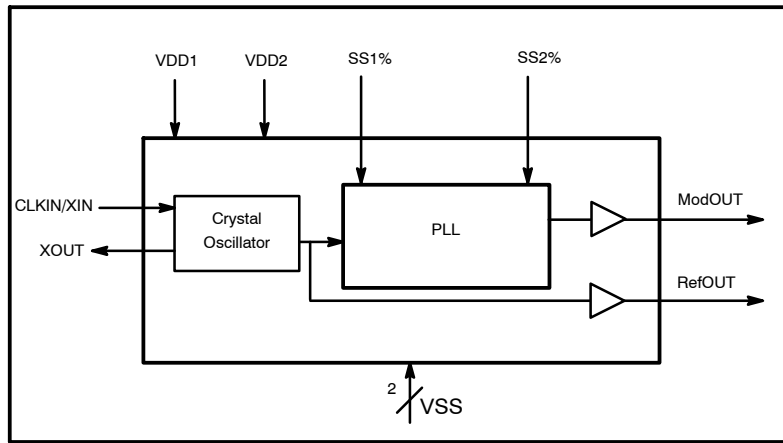 VDD1 VDD2 SS1% SS2%
CLKIN/XIN
Crystal
Oscillator
PLL
ModOUT
XOUT
RefOUT
2
VSS